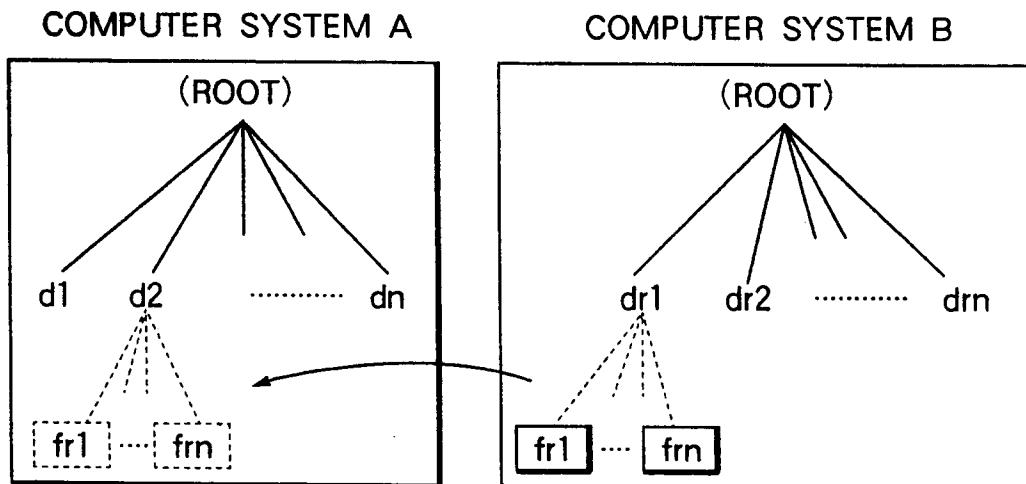 COMPUTER SYSTEM A
COMPUTER SYSTEM B
(ROOT)
(ROOT)
d1 d2 ......... dn
dr1 dr2 ......... drn
fr1 .... frn
fr1 .... frn